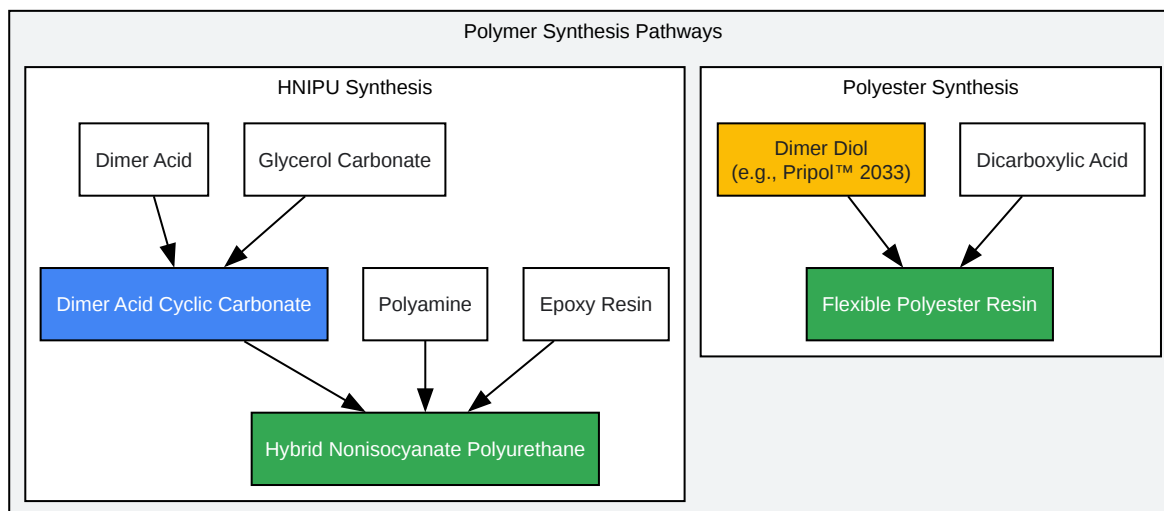 Polymer Synthesis Pathways
HNIPU Synthesis
Dimer Acid
Glycerol Carbonate
Dimer Acid Cyclic Carbonate
Polyamine
Epoxy Resin
Hybrid Nonisocyanate Polyurethane
Polyester Synthesis
Dimer Diol
(e.g., Pripol™ 2033)
Dicarboxylic Acid
Flexible Polyester Resin